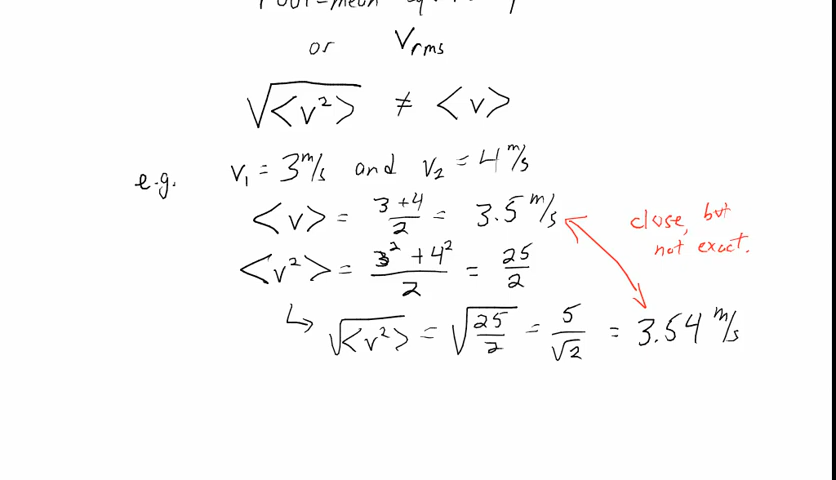 or Vrms
√<v²> ≠ <v>
e.g. v₁ = 3 m/s and v₂ = 4 m/s
<v> = (3+4)/2 = 3.5 m/s
close, but
not exact.
<v²> = (3² + 4²)/2 = 25/2
↳ √<v²> = √(25/2) = 5/√2 = 3.54 m/s